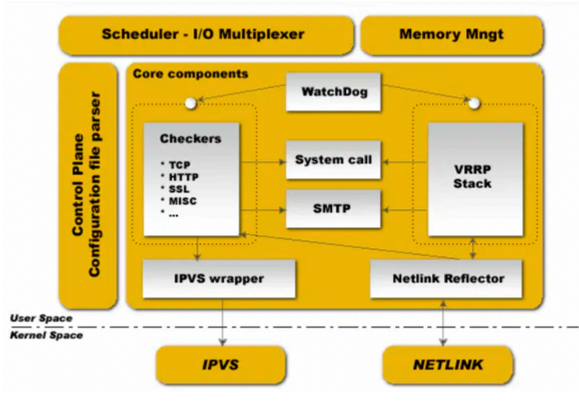 Scheduler - I/O Multiplexer
Memory Mngt
Control Plane
Configuration file parser
Core components
WatchDog
Checkers
* TCP
* HTTP
* SSL
* MISC
* ...
System call
SMTP
VRRP
Stack
IPVS wrapper
Netlink Reflector
User Space
Kernel Space
IPVS
NETLINK